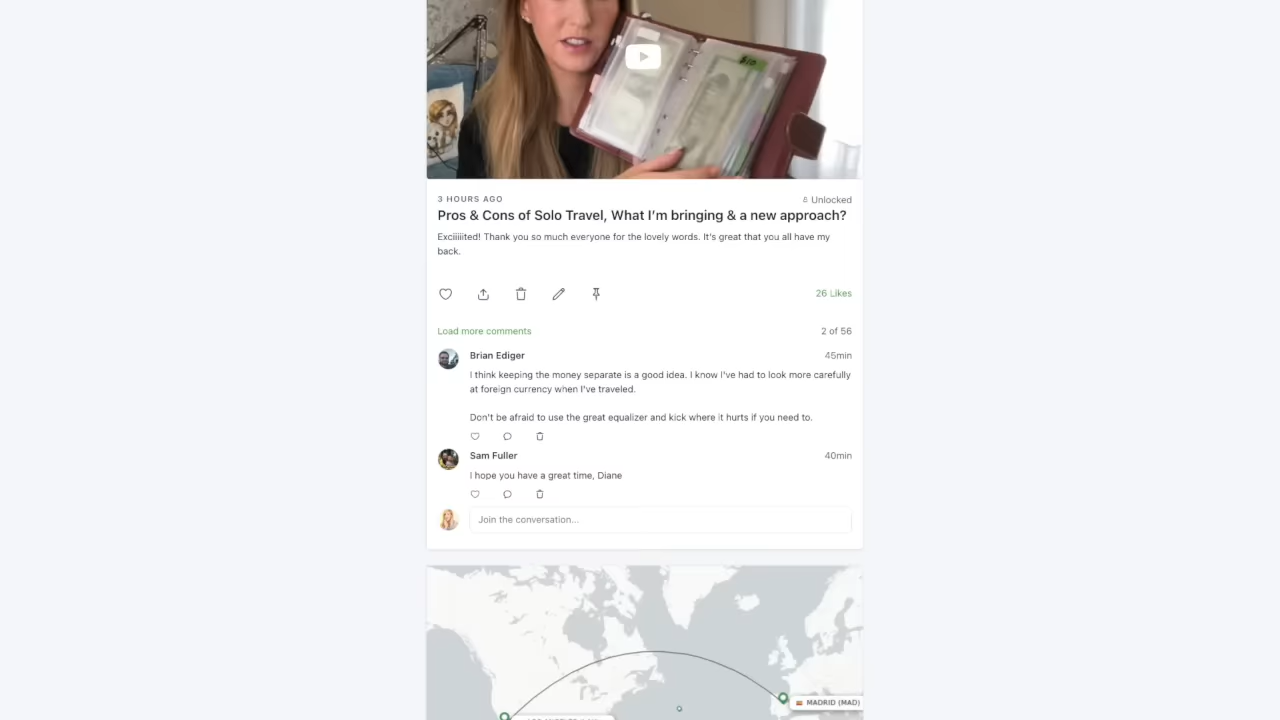 $10
3 HOURS AGO
Unlocked
Pros & Cons of Solo Travel, What I'm bringing & a new approach?
Exciiiiited! Thank you so much everyone for the lovely words. It's great that you all have my
back.
26 Likes
Load more comments
2 of 56
Brian Ediger
45min
I think keeping the money separate is a good idea. I know I've had to look more carefully
at foreign currency when I've traveled.
Don't be afraid to use the great equalizer and kick where it hurts if you need to.
Sam Fuller
40min
I hope you have a great time, Diane
Join the conversation...
MADRID (MAD)